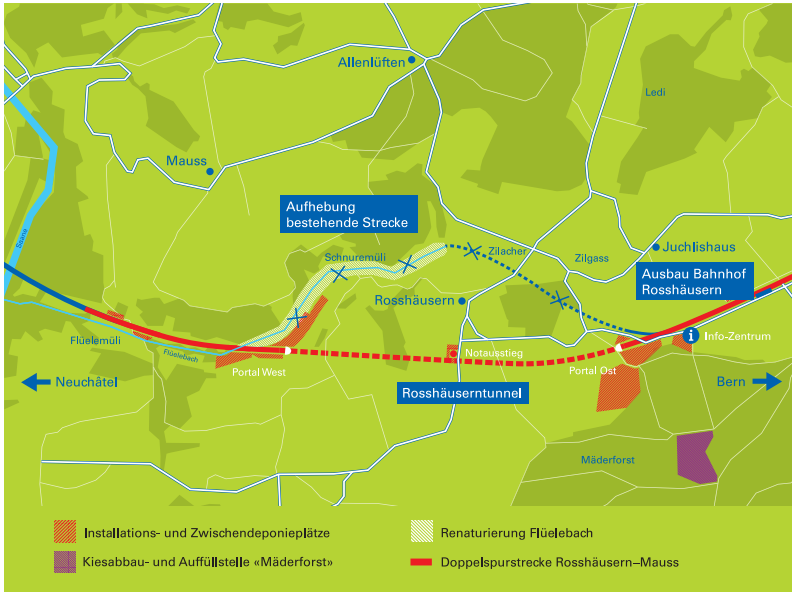 Allenlüften
Ledi
Mauss
Saane
Aufhebung
bestehende Strecke
Schnuremüli
Zilacher
Zilgass
Juchlishaus
Ausbau Bahnhof
Rosshäusern
Rosshäusern
Flüelemüli
Flüelebach
Info-Zentrum
Notausstieg
Portal West
Portal Ost
Neuchâtel
Rosshäuserntunnel
Bern
Mäderforst
Installations- und Zwischendeponieplätze
Renaturierung Flüelebach
Kiesabbau- und Auffüllstelle «Mäderforst»
Doppelspurstrecke Rosshäusern–Mauss